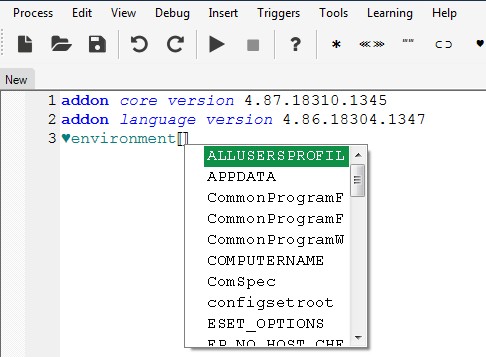 Process Edit View Debug Insert Triggers Tools Learning Help
? * ≪≫ "" ⊂⊃ ♥
New
1 addon core version 4.87.18310.1345
2 addon language version 4.86.18304.1347
3 ♥environment[]
ALLUSERSPROFIL
APPDATA
CommonProgramF
CommonProgramF
CommonProgramW
COMPUTERNAME
ComSpec
configsetroot
ESET_OPTIONS
FP_NO_HOST_CHE